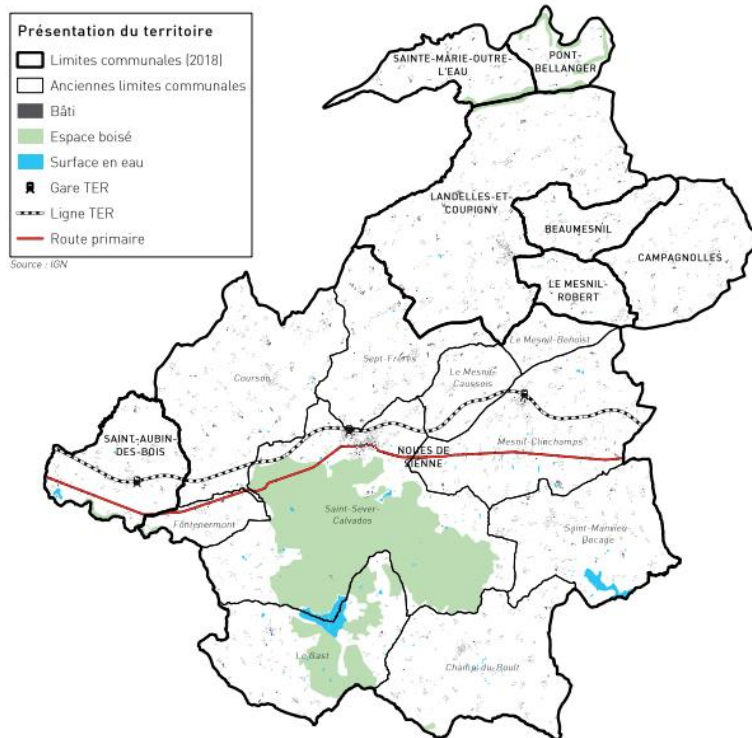 Présentation du territoire
Limites communales (2018)
Anciennes limites communales
Bâti
Espace boisé
Surface en eau
Gare TER
Ligne TER
Route primaire
Source : IGN
SAINTE-MARIE-OUTRE-
L'EAU
PONT-
BELLANGER
LANDELLES-ET-
COUPIGNY
BEAUMESNIL
CAMPAGNOLLES
LE MESNIL-
ROBERT
Le Mesnil-Benoist
Sept-Frères
Le Mesnil-
Caussois
Courson
SAINT-AUBIN-
DES-BOIS
NOUES DE
SIENNE
Mesnil-Clinchamps
Fontenermont
Saint-Sever-
Calvados
Saint-Manvieu-
Bocage
Le Gast
Champ-du-Boult